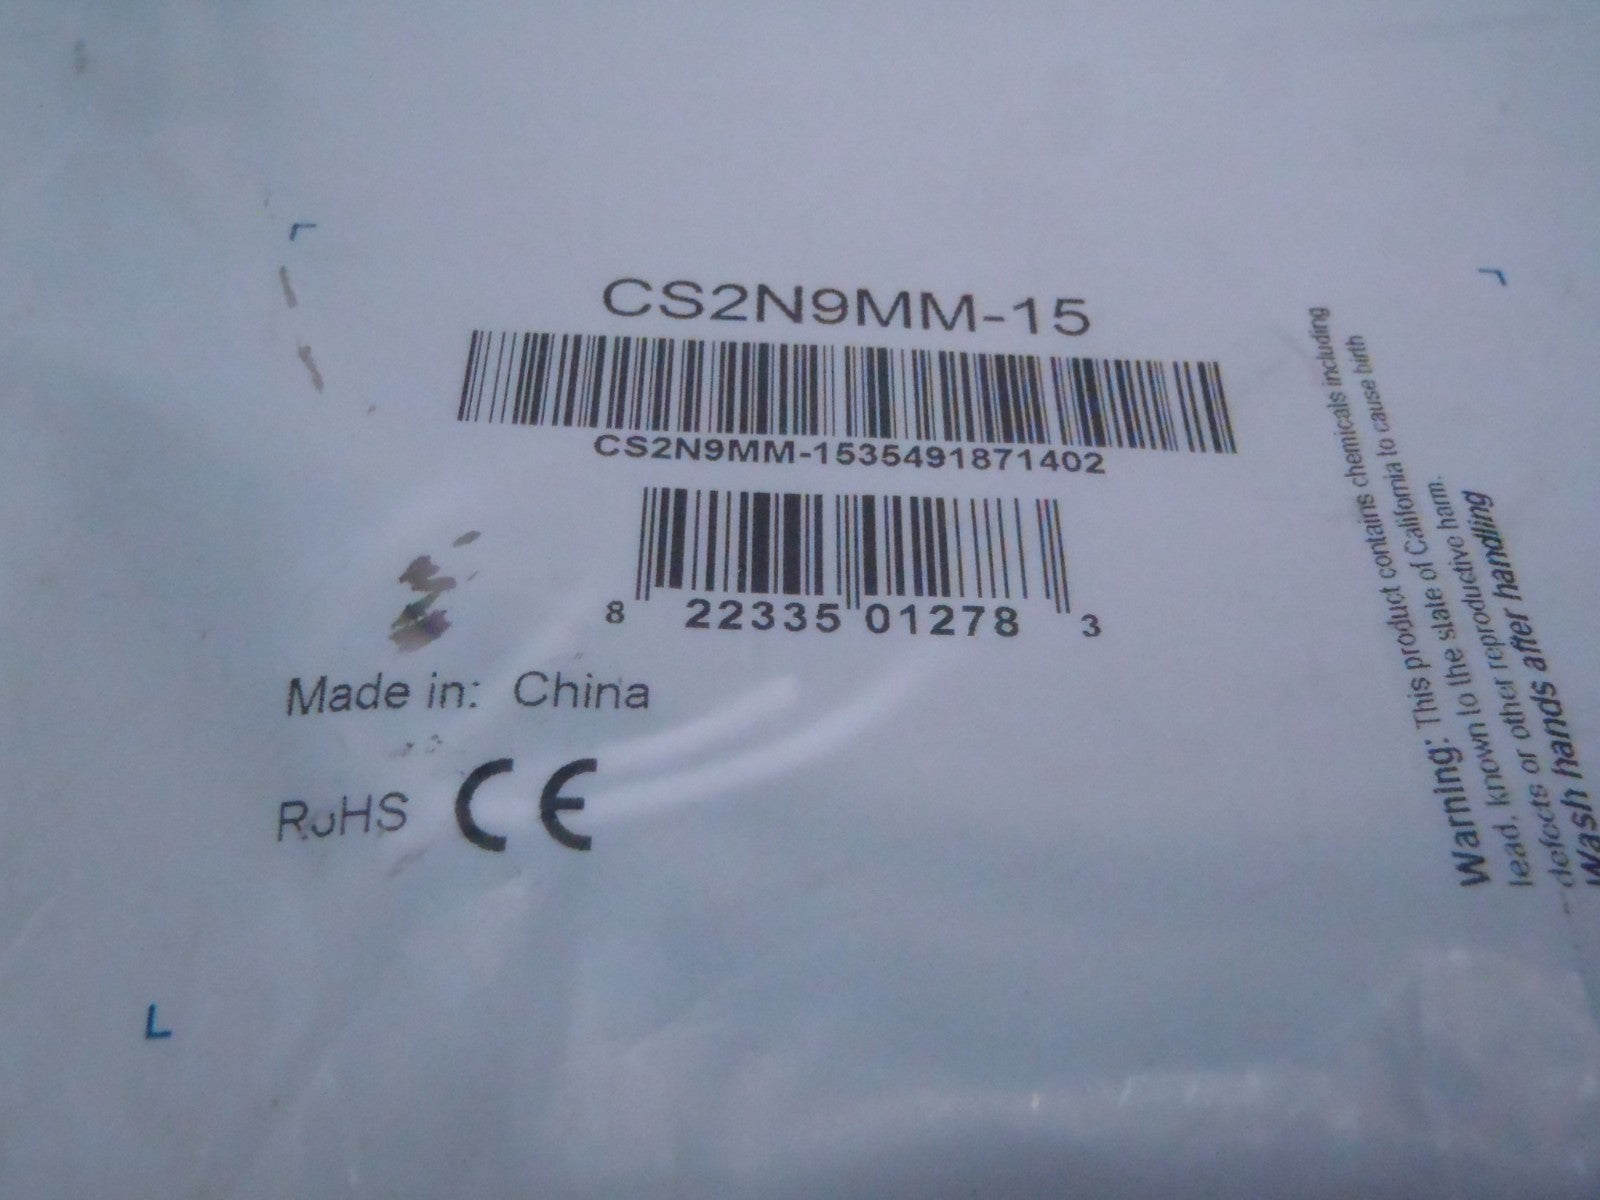 CS2N9MM-15
CS2N9MM-1535491871402
8 22335 01278 3
Made in: China
RoHS CE
Warning: This product contains chemicals including
lead, known to the state of California to cause birth
defects or other reproductive harm.
Wash hands after handling